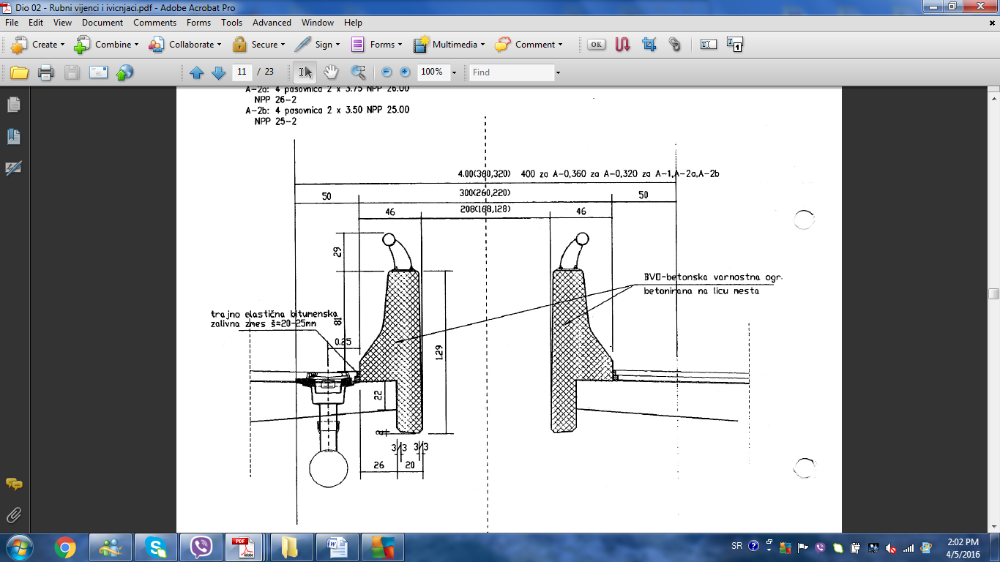 Dio 02 - Rubni vijenci i ivicnjaci.pdf - Adobe Acrobat Pro
File Edit View Document Comments Forms Tools Advanced Window Help
Create Combine Collaborate Secure Sign Forms Multimedia Comment OK
11 / 23 100% Find
A-2a: 4 pasovnica 2 x 3.75 NPP 26.00
NPP 26-2
A-2b: 4 pasovnica 2 x 3.50 NPP 25.00
NPP 25-2
4.00(360,320) 400 za A-0,360 za A-0,320 za A-1,A-2a,A-2b
50 300(260,220) 50
46 208(168,128) 46
29
BVO-betonska varnostna ogr.
betonirana na licu mesta
trajno elastična bitumenska
zalivna zmes š=20-25mm
81
0.25
1.29
22
3 3 3 3
26 20
SR
2:02 PM
4/5/2016